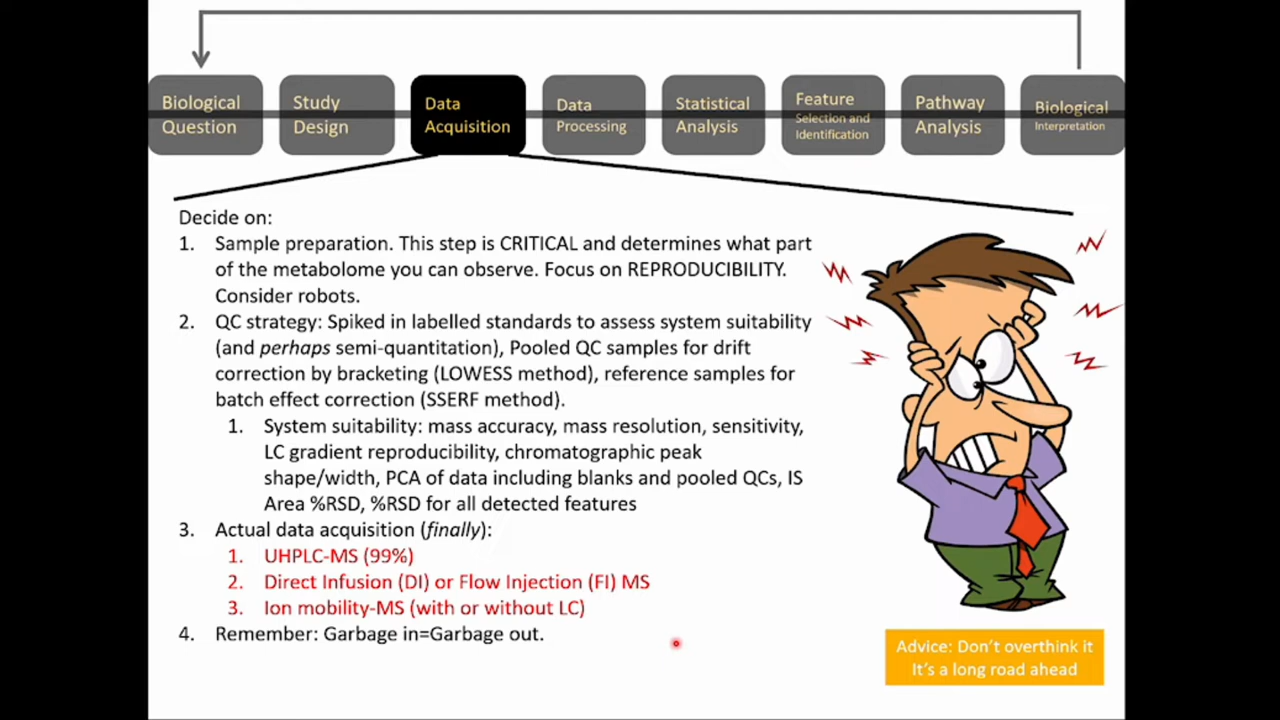 Biological
Question
Study
Design
Data
Acquisition
Data
Processing
Statistical
Analysis
Feature
Selection and
Identification
Pathway
Analysis
Biological
Interpretation
Decide on:
1. Sample preparation. This step is CRITICAL and determines what part
of the metabolome you can observe. Focus on REPRODUCIBILITY.
Consider robots.
2. QC strategy: Spiked in labelled standards to assess system suitability
(and perhaps semi-quantitation), Pooled QC samples for drift
correction by bracketing (LOWESS method), reference samples for
batch effect correction (SSERF method).
1. System suitability: mass accuracy, mass resolution, sensitivity,
LC gradient reproducibility, chromatographic peak
shape/width, PCA of data including blanks and pooled QCs, IS
Area %RSD, %RSD for all detected features
3. Actual data acquisition (finally):
1. UHPLC-MS (99%)
2. Direct Infusion (DI) or Flow Injection (FI) MS
3. Ion mobility-MS (with or without LC)
4. Remember: Garbage in=Garbage out.
Advice: Don't overthink it
It's a long road ahead